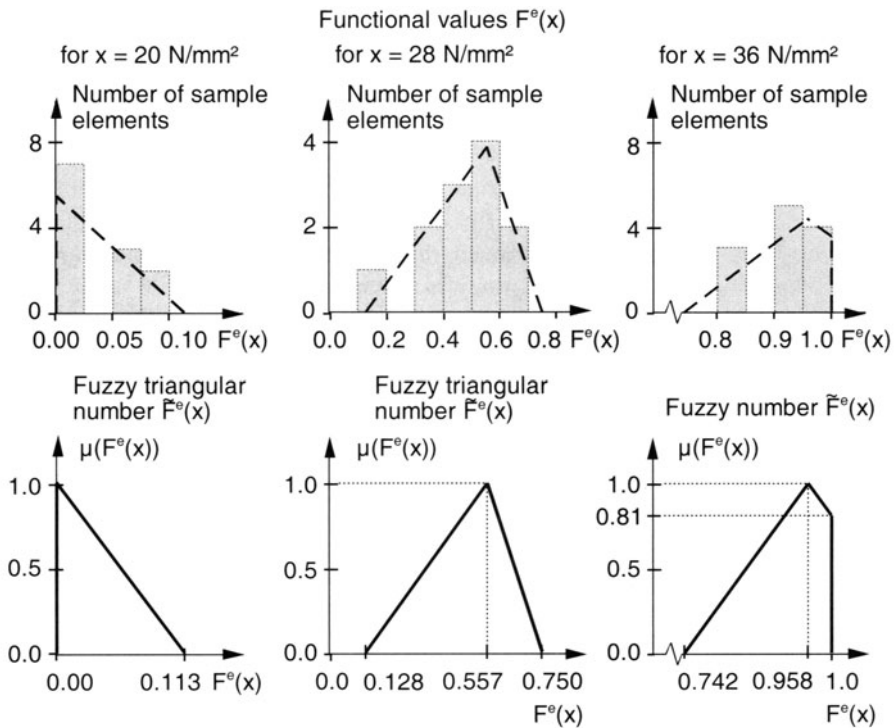 Functional values Fᵉ(x)
for x = 20 N/mm²
for x = 28 N/mm²
for x = 36 N/mm²
Number of sample
elements
8
4
0
0.00 0.05 0.10 Fᵉ(x)
Number of sample
elements
4
2
0
0.0 0.2 0.4 0.6 0.8 Fᵉ(x)
Number of sample
elements
8
4
0
0.8 0.9 1.0 Fᵉ(x)
Fuzzy triangular
number F̃ᵉ(x)
μ(Fᵉ(x))
1.0
0.5
0.0
0.00 0.113 Fᵉ(x)
Fuzzy triangular
number F̃ᵉ(x)
μ(Fᵉ(x))
1.0
0.5
0.0
0.0 0.128 0.557 0.750
Fᵉ(x)
Fuzzy number F̃ᵉ(x)
μ(Fᵉ(x))
1.0
0.81
0.5
0.0
0.742 0.958 1.0
Fᵉ(x)